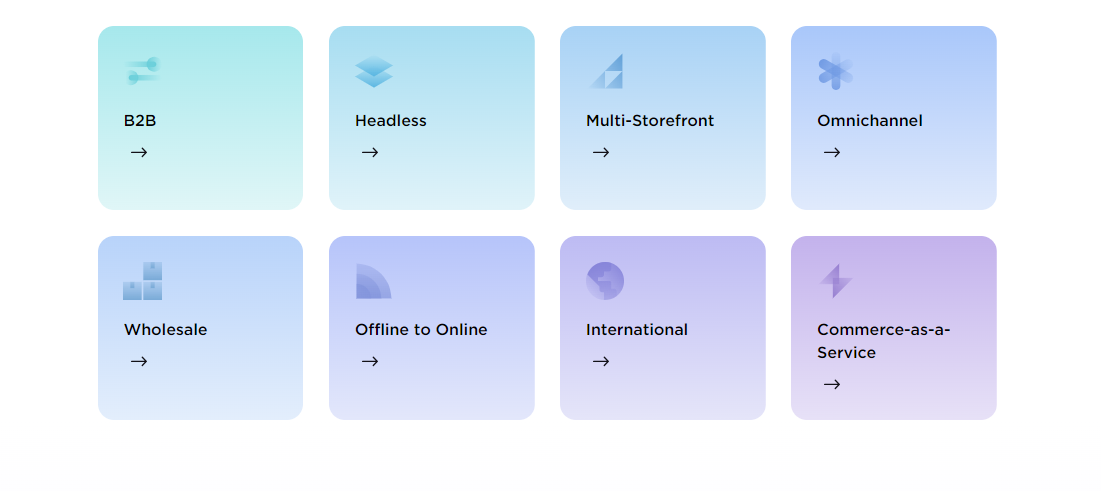 B2B
Headless
Multi-Storefront
Omnichannel
Wholesale
Offline to Online
International
Commerce-as-a-
Service